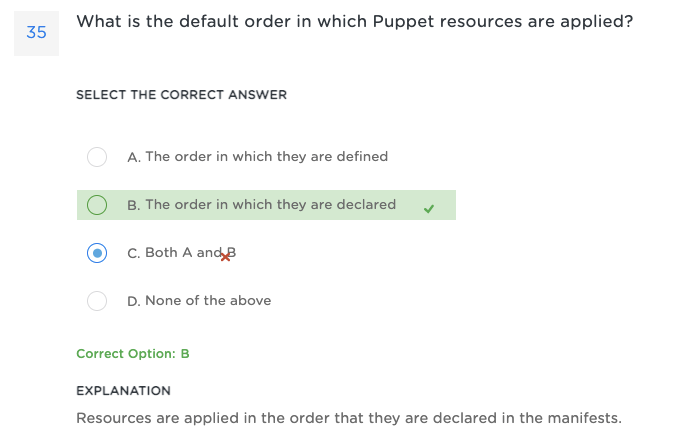 35
What is the default order in which Puppet resources are applied?
SELECT THE CORRECT ANSWER
A. The order in which they are defined
B. The order in which they are declared
C. Both A and B
D. None of the above
Correct Option: B
EXPLANATION
Resources are applied in the order that they are declared in the manifests.